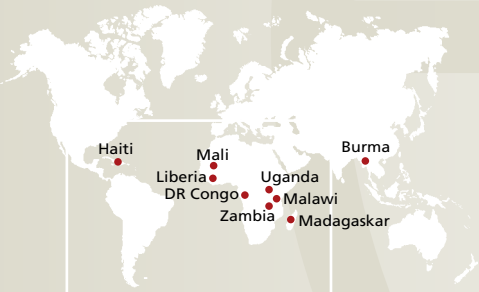 Haiti
Mali
Burma
Liberia
Uganda
DR Congo
Malawi
Zambia
Madagaskar